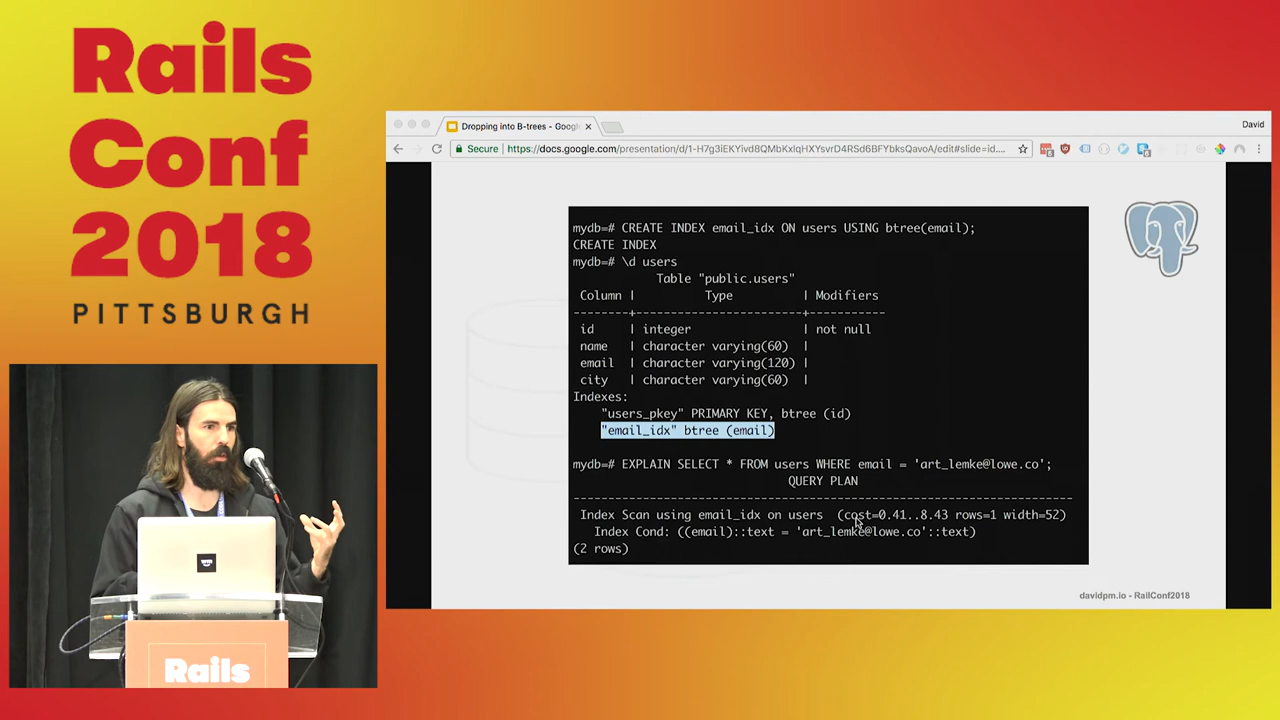 Rails
Conf
2018
PITTSBURGH
Dropping into B-trees - Googl
David
Secure | https://docs.google.com/presentation/d/1-H7g3iEKYivd8QMbKxlqHXYsvrD4RSd6BFYbksQavoA/edit#slide=id....
mydb=# CREATE INDEX email_idx ON users USING btree(email);
CREATE INDEX
mydb=# \d users
Table "public.users"
Column | Type | Modifiers
--------+------------------------+-----------
id | integer | not null
name | character varying(60) |
email | character varying(120) |
city | character varying(60) |
Indexes:
"users_pkey" PRIMARY KEY, btree (id)
"email_idx" btree (email)
mydb=# EXPLAIN SELECT * FROM users WHERE email = 'art_lemke@lowe.co';
QUERY PLAN
------------------------------------------------------------------------
Index Scan using email_idx on users (cost=0.41..8.43 rows=1 width=52)
Index Cond: ((email)::text = 'art_lemke@lowe.co'::text)
(2 rows)
davidpm.io - RailConf2018
Rails